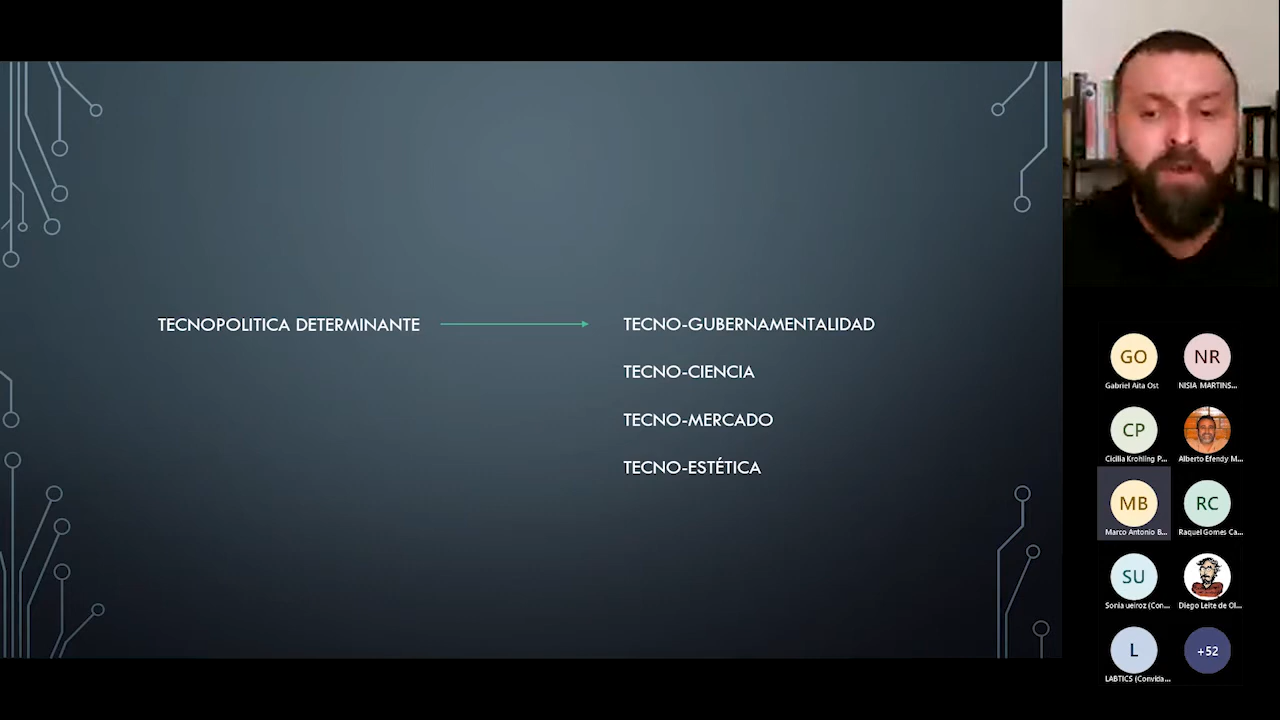 TECNOPOLITICA DETERMINANTE
TECNO-GUBERNAMENTALIDAD
TECNO-CIENCIA
TECNO-MERCADO
TECNO-ESTÉTICA
GO
NR
Gabriel Aita Ost
NISIA MARTINS...
CP
Cicilia Krohling P...
Alberto Efendy M...
MB
RC
Marco Antonio B...
Raquel Gomes Ca...
SU
Sonia ueiroz (Con...
Diego Leite de Ol...
L
+52
LABTICS (Convida...